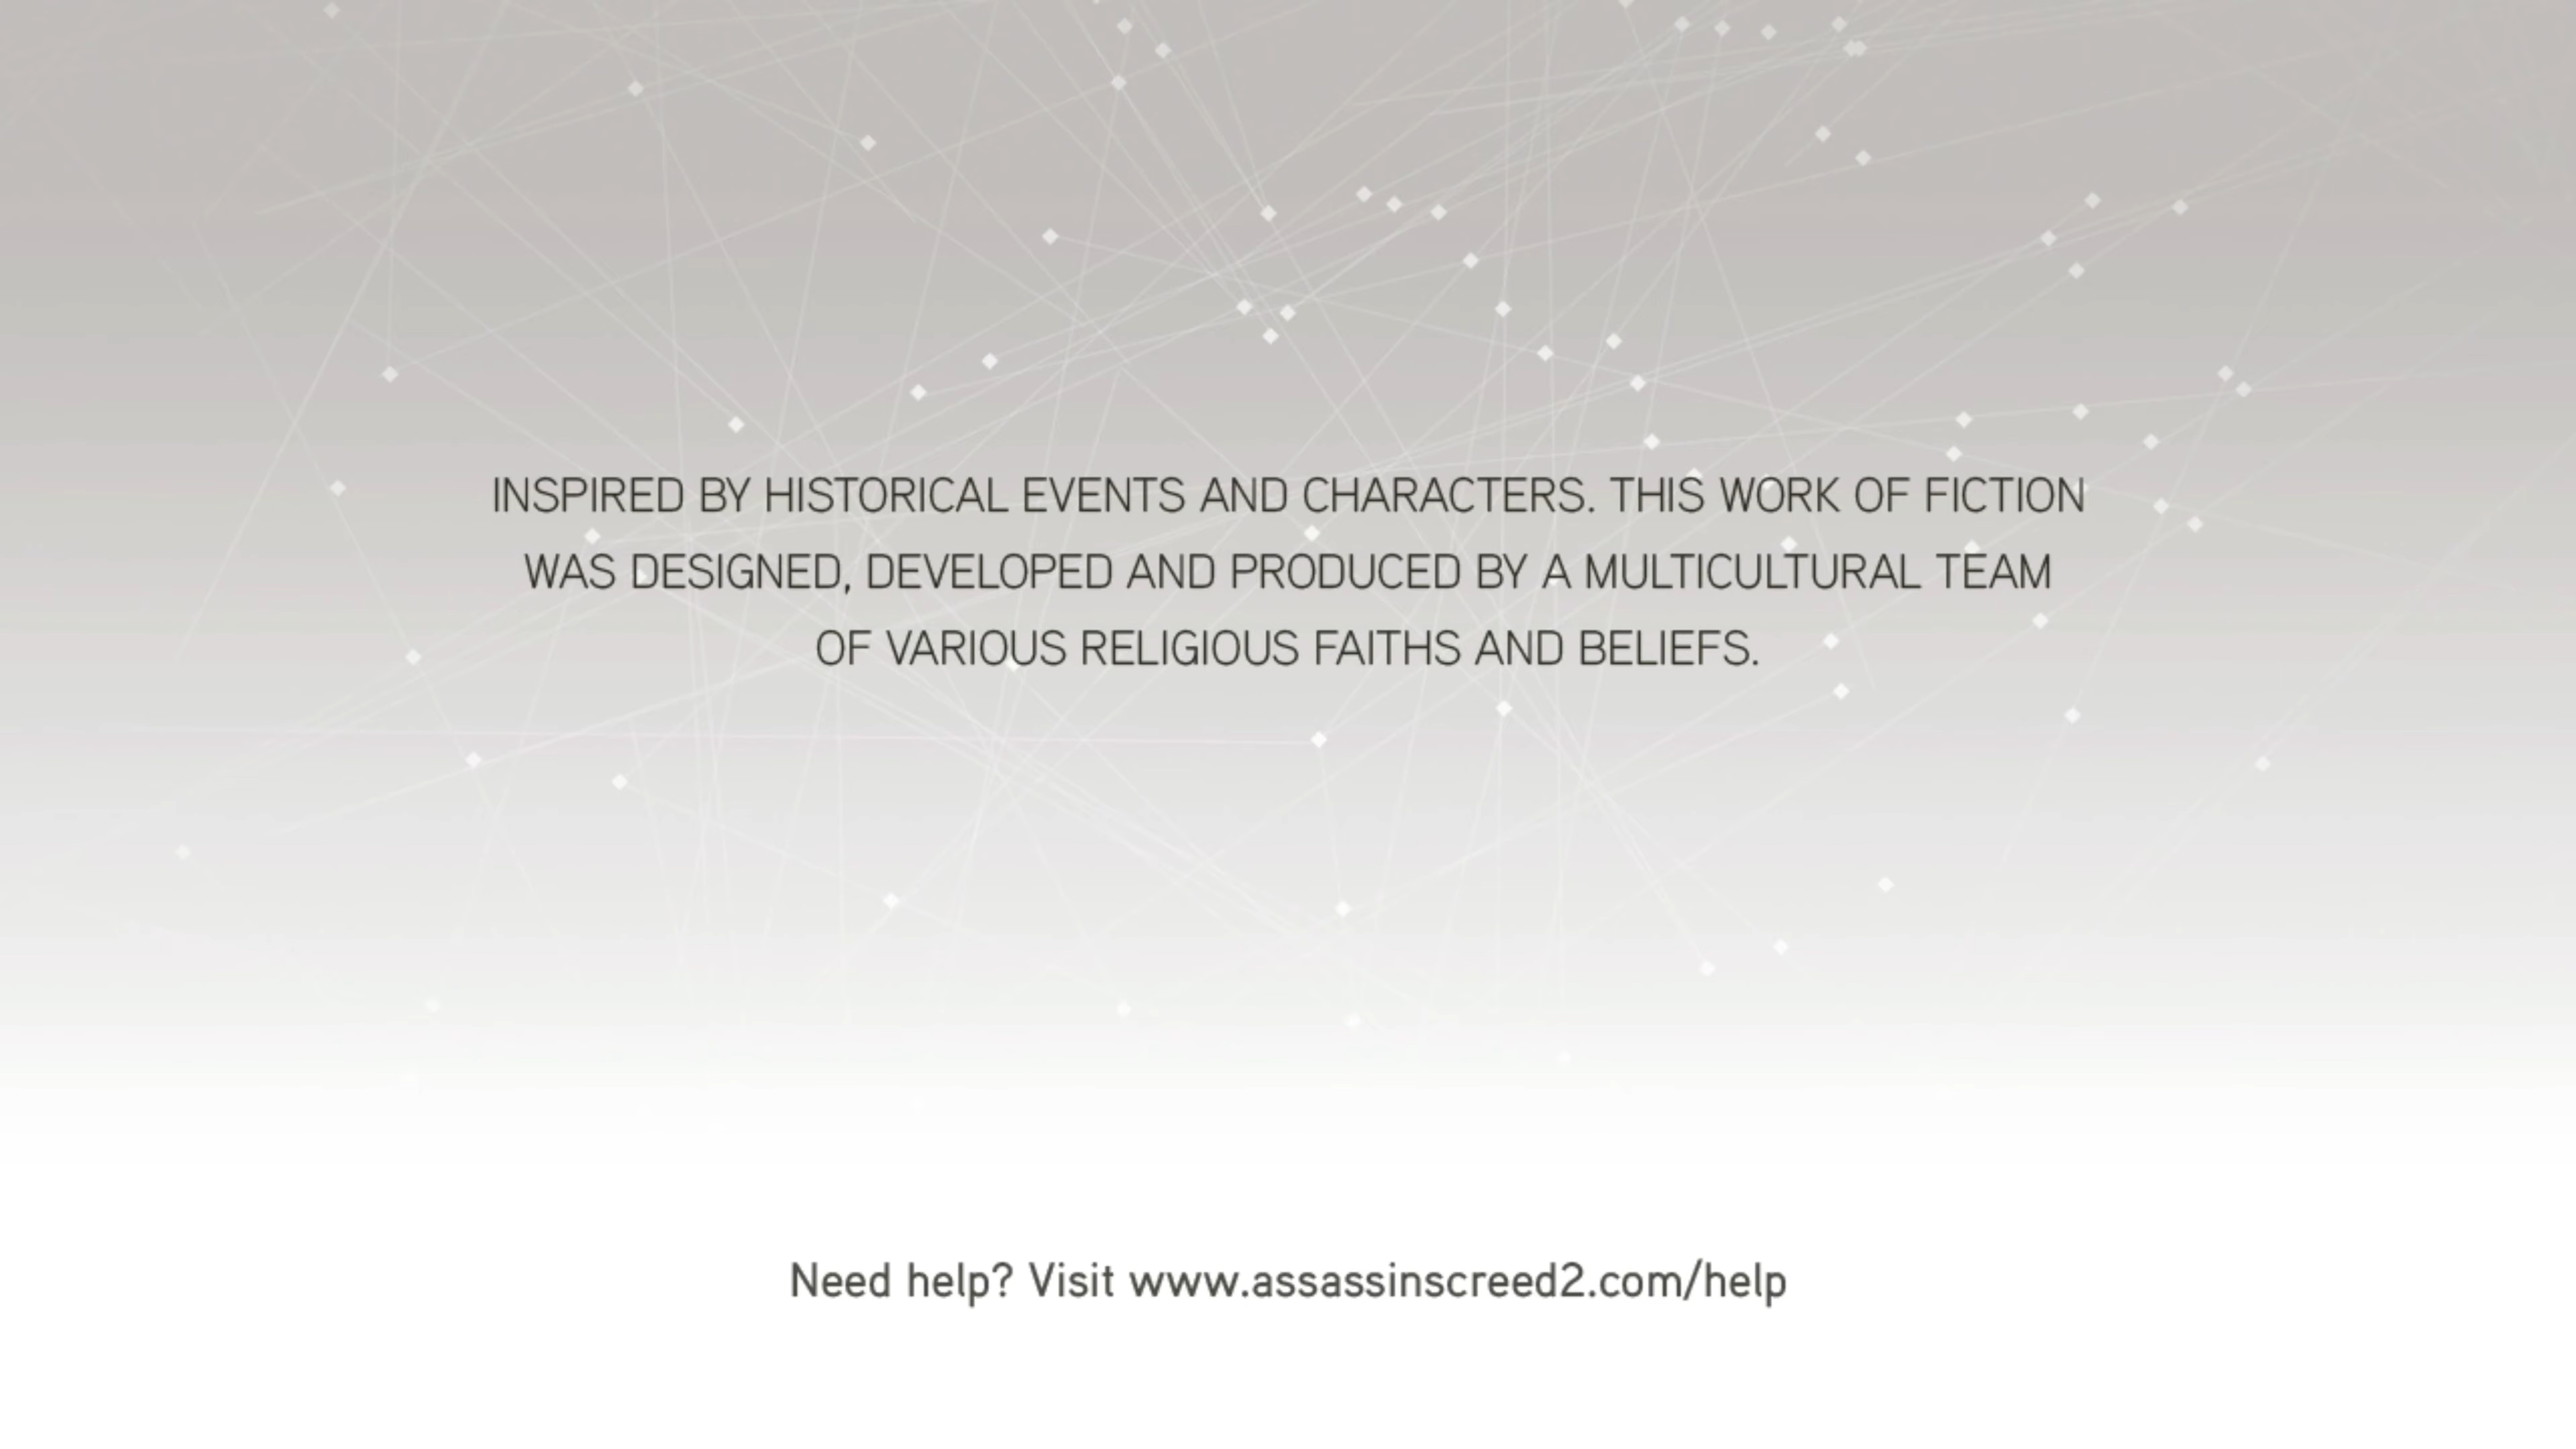 INSPIRED BY HISTORICAL EVENTS AND CHARACTERS. THIS WORK OF FICTION
WAS DESIGNED, DEVELOPED AND PRODUCED BY A MULTICULTURAL TEAM
OF VARIOUS RELIGIOUS FAITHS AND BELIEFS.
Need help? Visit www.assassinscreed2.com/help